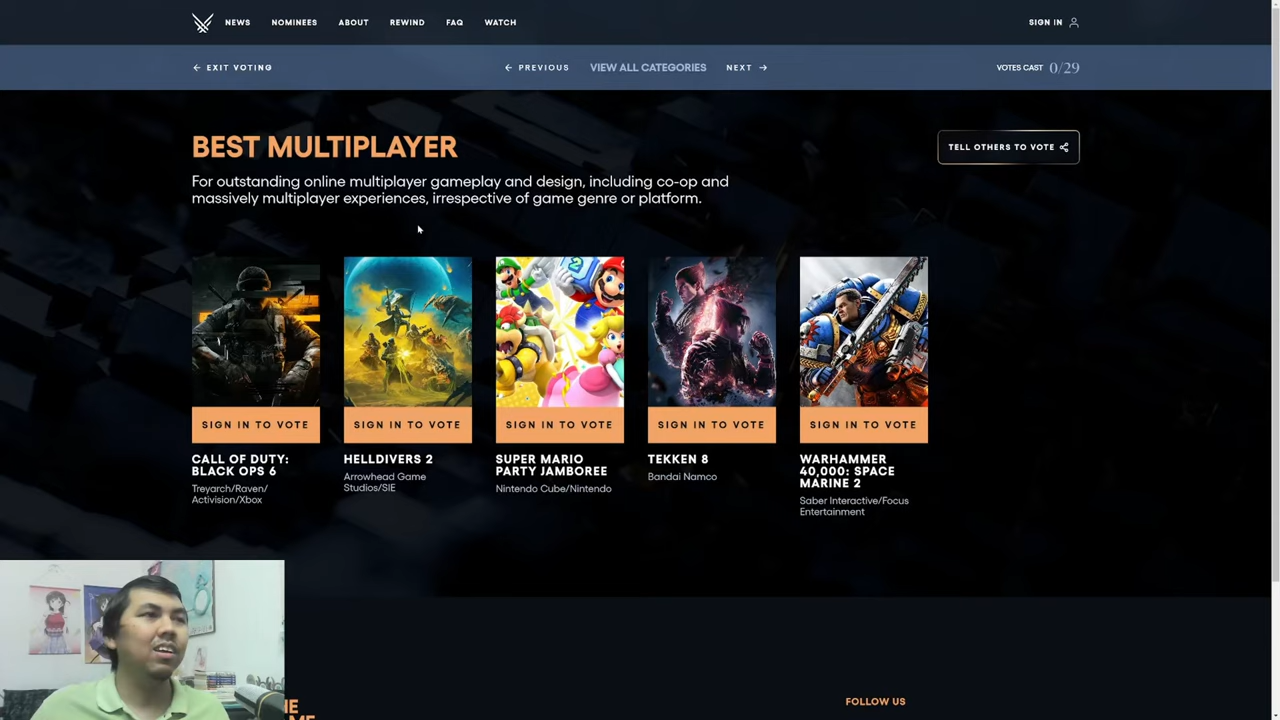 NEWS NOMINEES ABOUT REWIND FAQ WATCH SIGN IN
EXIT VOTING PREVIOUS VIEW ALL CATEGORIES NEXT VOTES CAST 0/29
BEST MULTIPLAYER
TELL OTHERS TO VOTE
For outstanding online multiplayer gameplay and design, including co-op and
massively multiplayer experiences, irrespective of game genre or platform.
SIGN IN TO VOTE
CALL OF DUTY:
BLACK OPS 6
Treyarch/Raven/
Activision/Xbox
SIGN IN TO VOTE
HELLDIVERS 2
Arrowhead Game
Studios/SIE
SIGN IN TO VOTE
SUPER MARIO
PARTY JAMBOREE
Nintendo Cube/Nintendo
SIGN IN TO VOTE
TEKKEN 8
Bandai Namco
SIGN IN TO VOTE
WARHAMMER
40,000: SPACE
MARINE 2
Saber Interactive/Focus
Entertainment
FOLLOW US